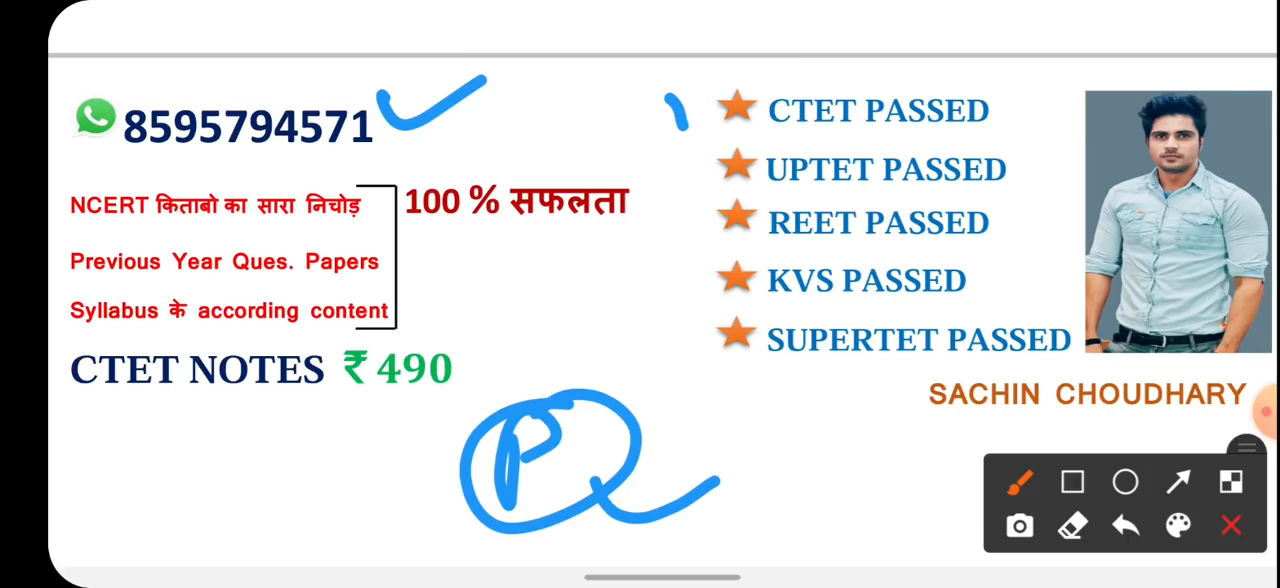 8595794571
NCERT किताबो का सारा निचोड़
100 % सफलता
Previous Year Ques. Papers
Syllabus के according content
CTET NOTES ₹ 490
P
CTET PASSED
UPTET PASSED
REET PASSED
KVS PASSED
SUPERTET PASSED
SACHIN CHOUDHARY